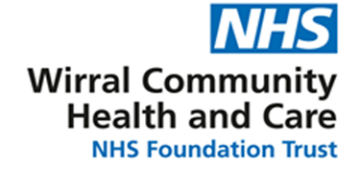 NHS
Wirral Community
Health and Care
NHS Foundation Trust